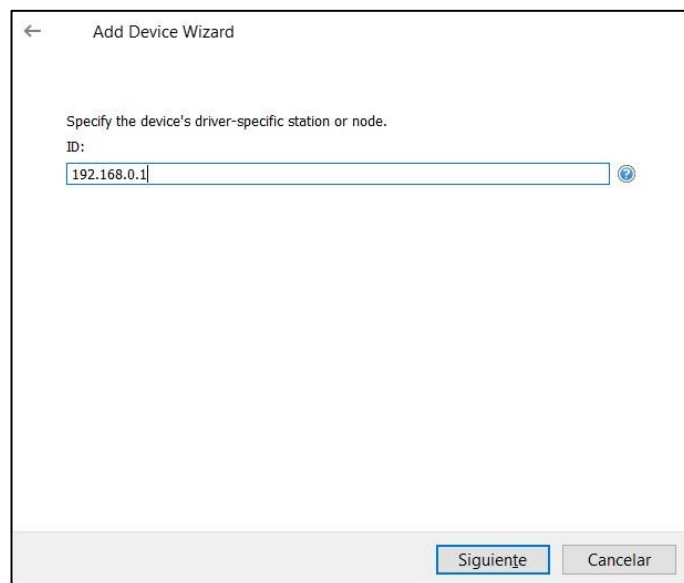 Add Device Wizard
Specify the device's driver-specific station or node.
ID:
192.168.0.1
Siguiente
Cancelar